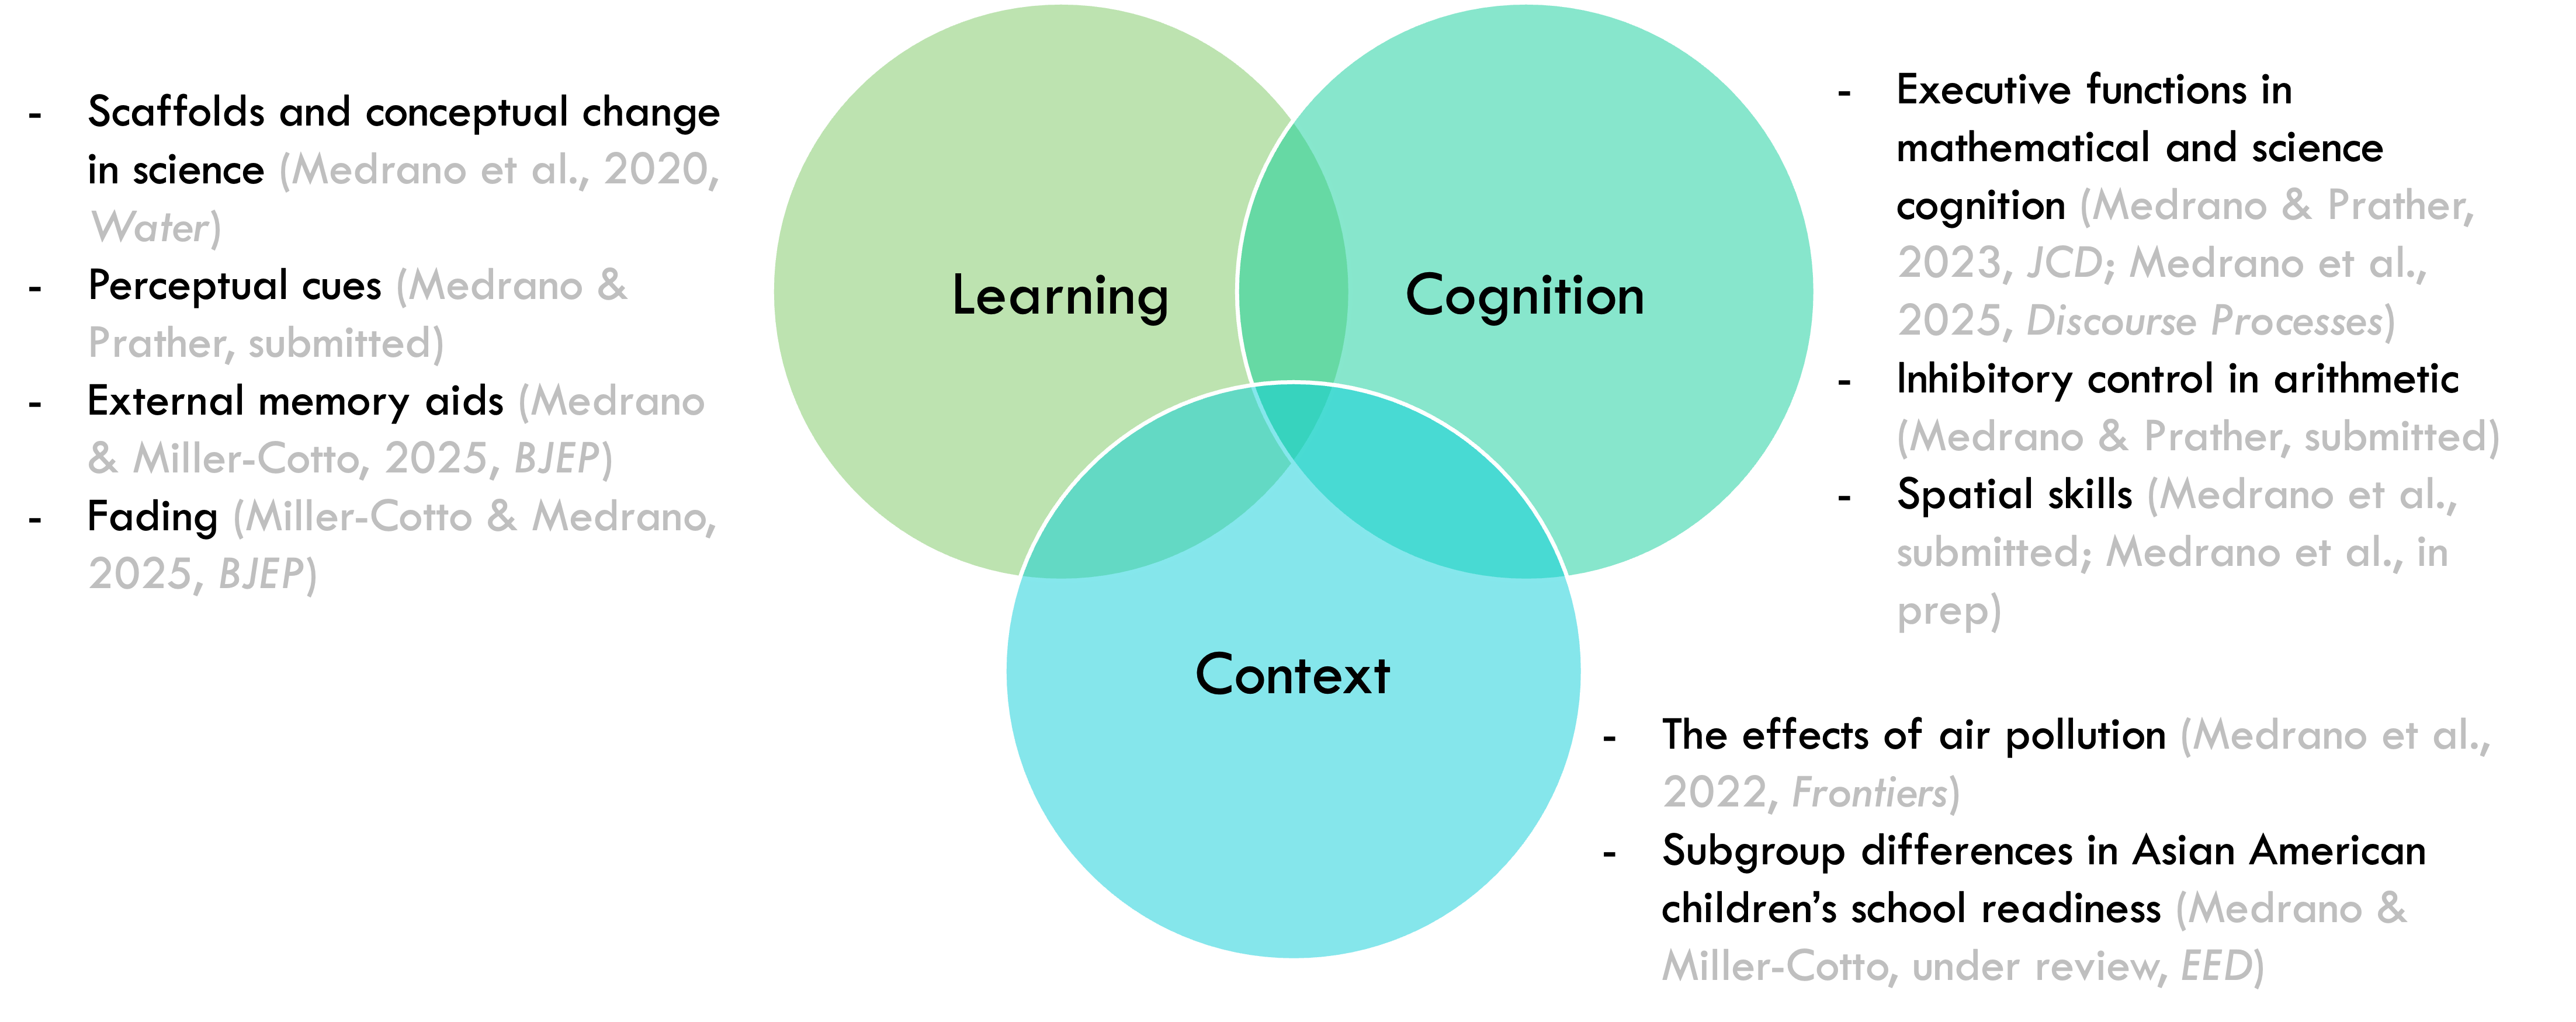 - Scaffolds and conceptual change
in science (Medrano et al., 2020,
Water)
- Perceptual cues (Medrano &
Prather, submitted)
- External memory aids (Medrano
& Miller-Cotto, 2025, BJEP)
- Fading (Miller-Cotto & Medrano,
2025, BJEP)
Learning
Cognition
Context
- Executive functions in
mathematical and science
cognition (Medrano & Prather,
2023, JCD; Medrano et al.,
2025, Discourse Processes)
- Inhibitory control in arithmetic
(Medrano & Prather, submitted)
- Spatial skills (Medrano et al.,
submitted; Medrano et al., in
prep)
- The effects of air pollution (Medrano et al.,
2022, Frontiers)
- Subgroup differences in Asian American
children’s school readiness (Medrano &
Miller-Cotto, under review, EED)